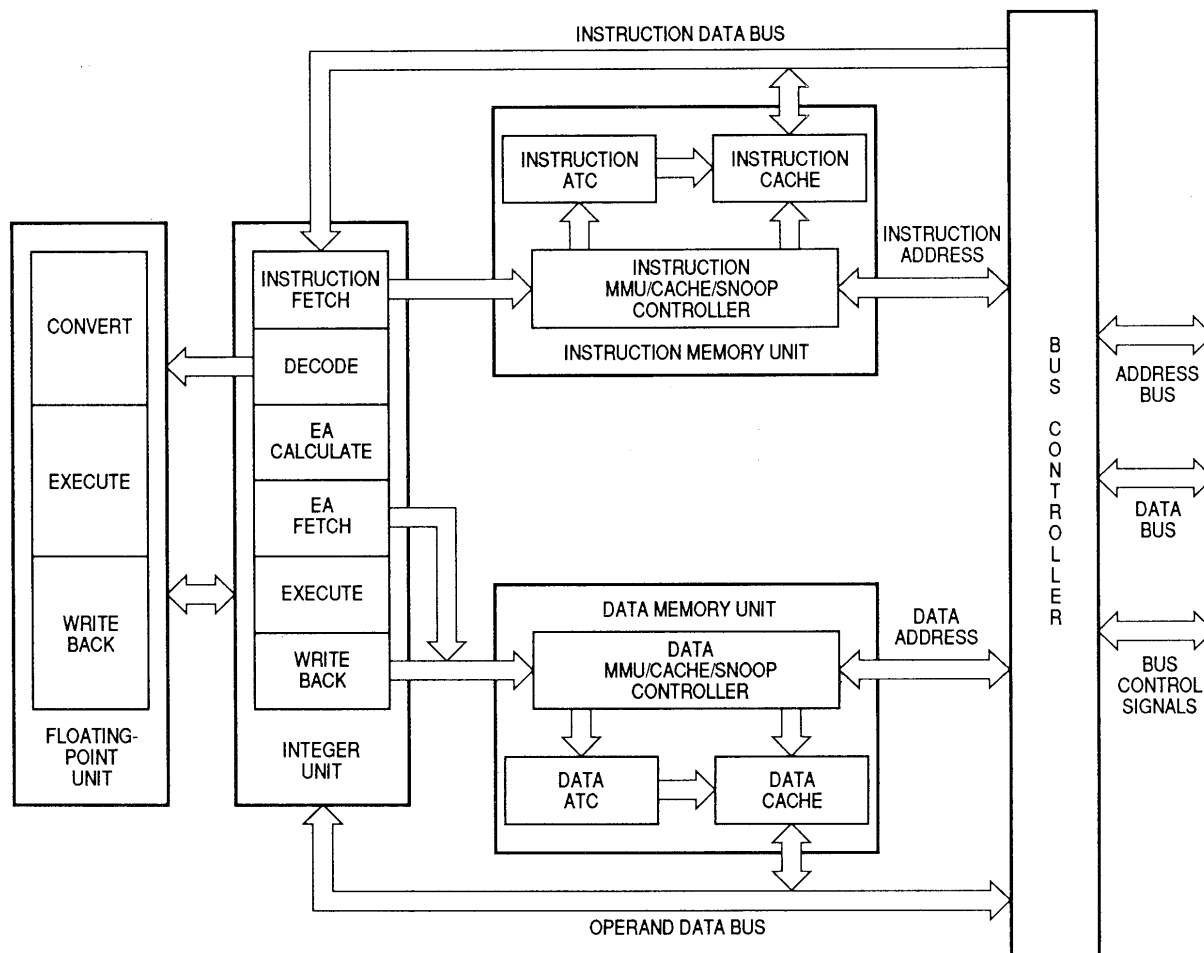 INSTRUCTION DATA BUS
INSTRUCTION
ATC
INSTRUCTION
CACHE
INSTRUCTION
MMU/CACHE/SNOOP
CONTROLLER
INSTRUCTION MEMORY UNIT
INSTRUCTION
ADDRESS
CONVERT
EXECUTE
WRITE
BACK
FLOATING-
POINT
UNIT
INSTRUCTION
FETCH
DECODE
EA
CALCULATE
EA
FETCH
EXECUTE
WRITE
BACK
INTEGER
UNIT
DATA MEMORY UNIT
DATA
MMU/CACHE/SNOOP
CONTROLLER
DATA
ATC
DATA
CACHE
DATA
ADDRESS
OPERAND DATA BUS
BUS CONTROLLER
ADDRESS
BUS
DATA
BUS
BUS
CONTROL
SIGNALS